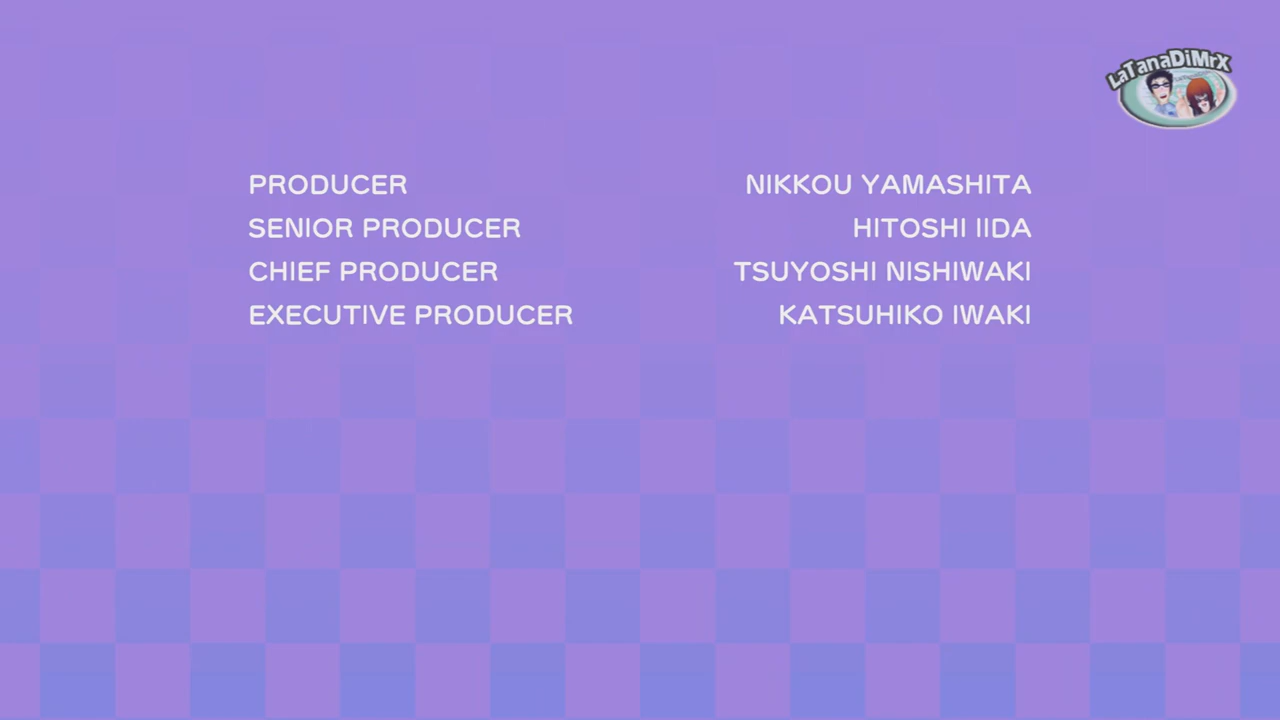 LaTanaDiMrX
PRODUCER NIKKOU YAMASHITA
SENIOR PRODUCER HITOSHI IIDA
CHIEF PRODUCER TSUYOSHI NISHIWAKI
EXECUTIVE PRODUCER KATSUHIKO IWAKI